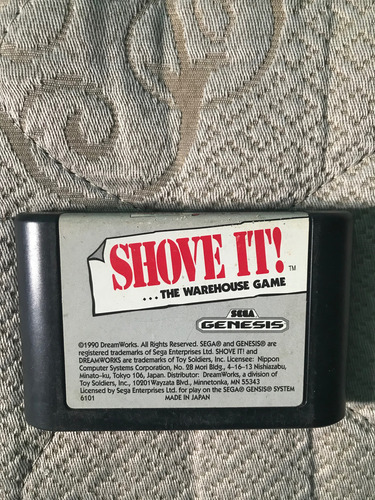 SHOVE IT!
TM
...THE WAREHOUSE GAME
SEGA
GENESIS
©1990 DreamWorks. All Rights Reserved. SEGA® and GENESIS® are
registered trademarks of Sega Enterprises Ltd. SHOVE IT! and
DREAMWORKS are trademarks of Toy Soldiers, Inc. Licensee: Nippon
Computer Systems Corporation, No. 28 Mori Bldg., 4-16-13 Nishiazabu,
Minato-ku, Tokyo 106, Japan. Distributor: DreamWorks, a division of
Toy Soldiers, Inc., 10201Wayzata Blvd., Minnetonka, MN 55343
Licensed by Sega Enterprises Ltd. for play on the SEGA® GENSIS® SYSTEM
6101 MADE IN JAPAN